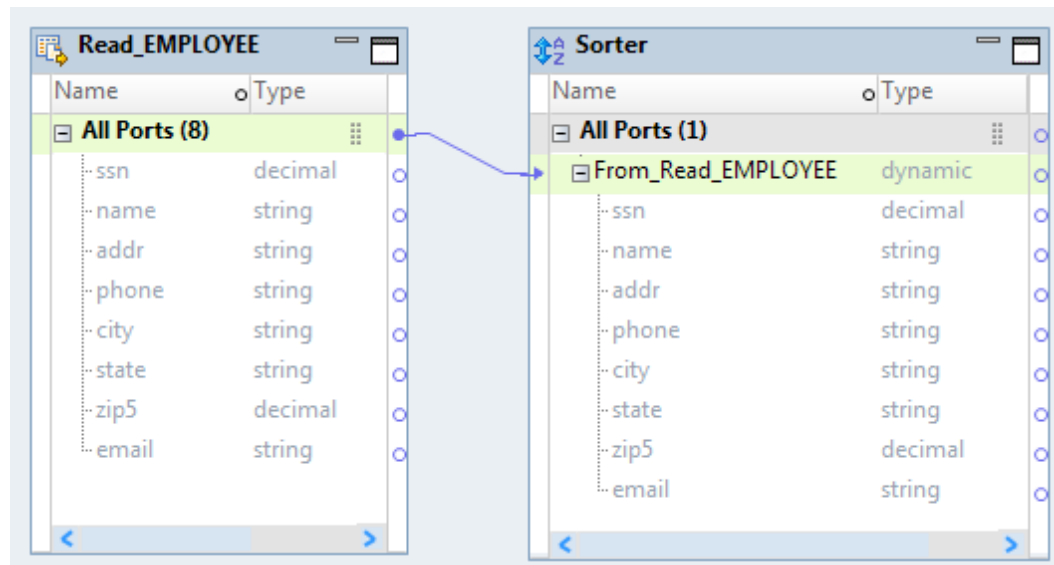 Read_EMPLOYEE
Name Type
All Ports (8)
ssn decimal
name string
addr string
phone string
city string
state string
zip5 decimal
email string
Sorter
Name Type
All Ports (1)
From_Read_EMPLOYEE dynamic
ssn decimal
name string
addr string
phone string
city string
state string
zip5 decimal
email string